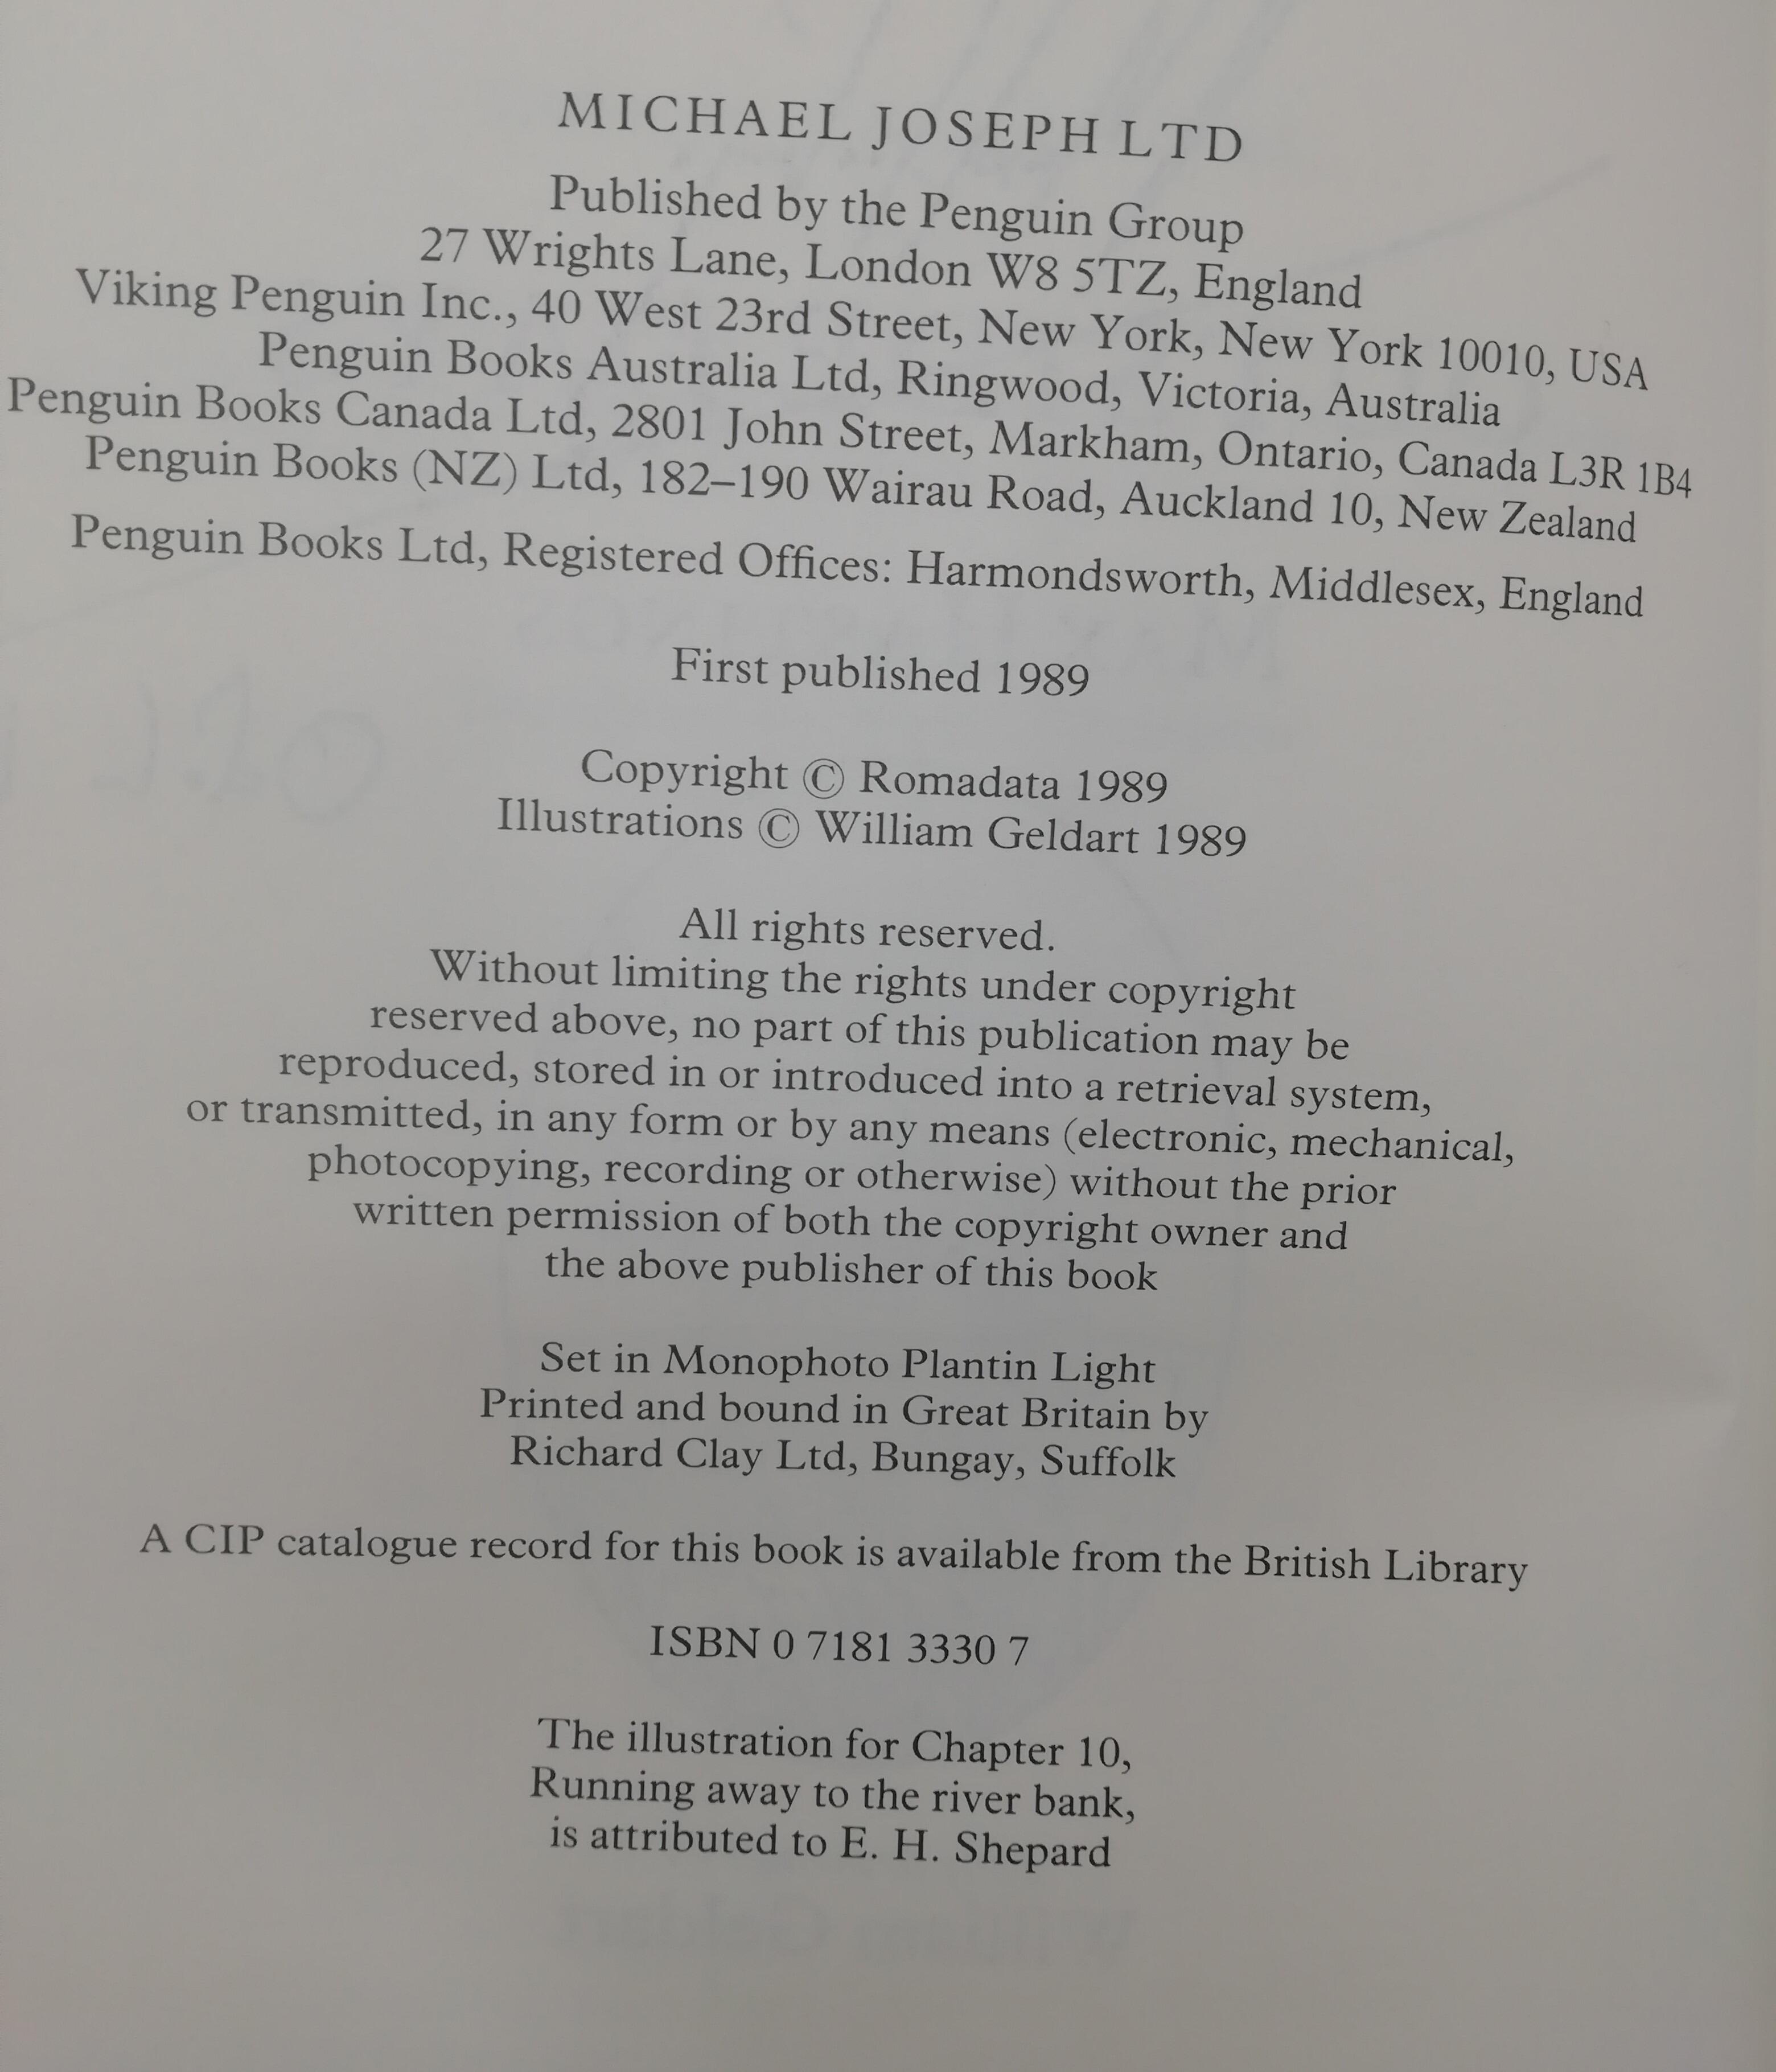 MICHAEL JOSEPH LTD
Published by the Penguin Group
27 Wrights Lane, London W8 5TZ, England
Viking Penguin Inc., 40 West 23rd Street, New York, New York 10010, USA
Penguin Books Australia Ltd, Ringwood, Victoria, Australia
Penguin Books Canada Ltd, 2801 John Street, Markham, Ontario, Canada L3R 1B4
Penguin Books (NZ) Ltd, 182–190 Wairau Road, Auckland 10, New Zealand
Penguin Books Ltd, Registered Offices: Harmondsworth, Middlesex, England
First published 1989
Copyright © Romadata 1989
Illustrations © William Geldart 1989
All rights reserved.
Without limiting the rights under copyright
reserved above, no part of this publication may be
reproduced, stored in or introduced into a retrieval system,
or transmitted, in any form or by any means (electronic, mechanical,
photocopying, recording or otherwise) without the prior
written permission of both the copyright owner and
the above publisher of this book
Set in Monophoto Plantin Light
Printed and bound in Great Britain by
Richard Clay Ltd, Bungay, Suffolk
A CIP catalogue record for this book is available from the British Library
ISBN 0 7181 3330 7
The illustration for Chapter 10,
Running away to the river bank,
is attributed to E. H. Shepard